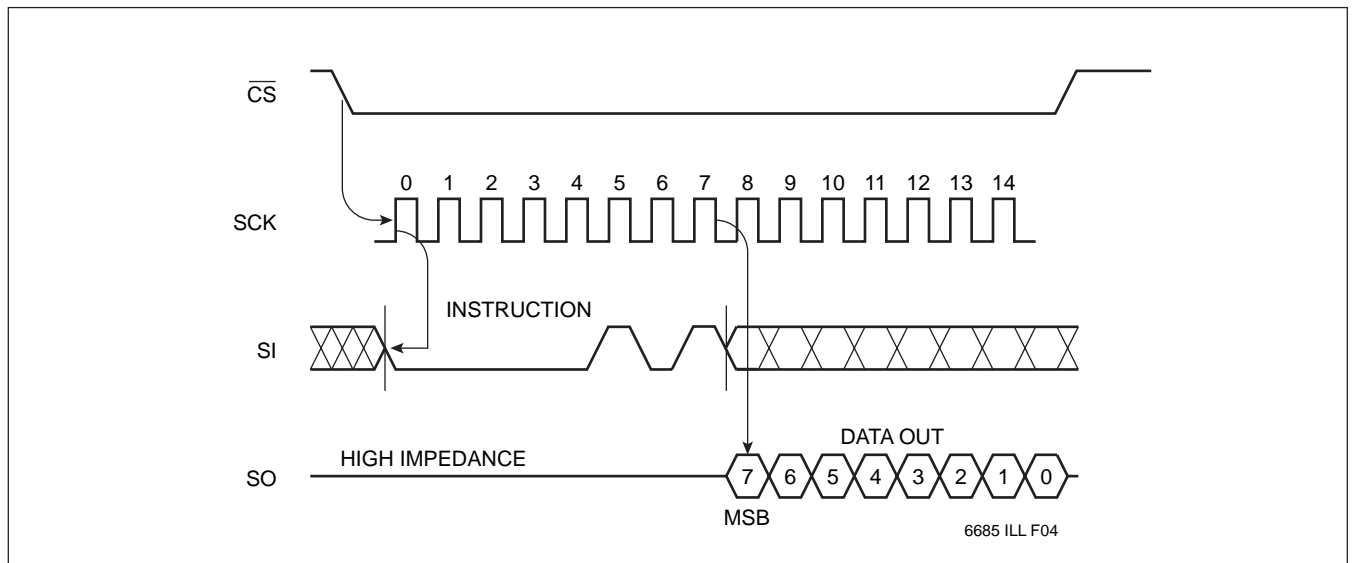 CS
0 1 2 3 4 5 6 7 8 9 10 11 12 13 14
SCK
INSTRUCTION
SI
DATA OUT
HIGH IMPEDANCE
SO
7 6 5 4 3 2 1 0
MSB
6685 ILL F04